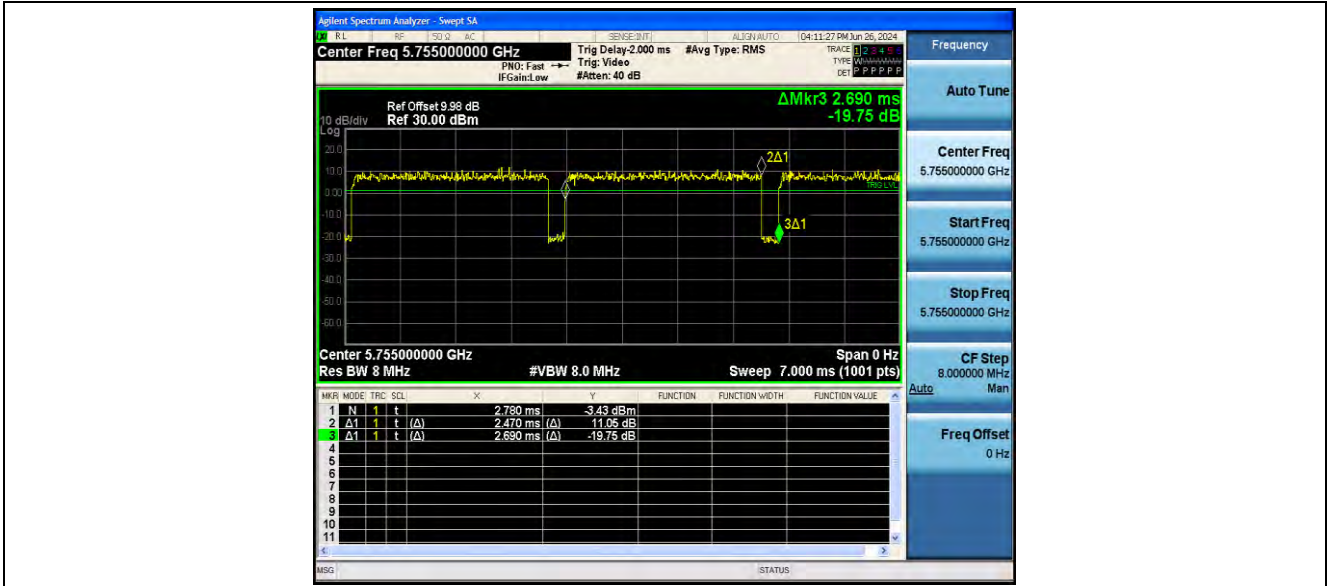 Agilent Spectrum Analyzer - Swept SA
RL RF 50 Ω AC SENSE:INT ALIGN AUTO 04:11:27 PM Jun 26, 2024
Center Freq 5.755000000 GHz
PNO: Fast
IFGain:Low
Trig Delay-2.000 ms
Trig: Video
#Atten: 40 dB
#Avg Type: RMS
TRACE 1 2 3 4 5 6
TYPE
DET P P P P P P
Ref Offset 9.98 dB
10 dB/div Ref 30.00 dBm
Log
ΔMkr3 2.690 ms
-19.75 dB
20.0
10.0
0.00
-10.0
-20.0
-30.0
-40.0
-50.0
-60.0
2Δ1
TRIG LVL
3Δ1
Center 5.755000000 GHz Span 0 Hz
Res BW 8 MHz #VBW 8.0 MHz Sweep 7.000 ms (1001 pts)
MKR MODE TRC SCL X Y FUNCTION FUNCTION WIDTH FUNCTION VALUE
1 N 1 t 2.780 ms -3.43 dBm
2 Δ1 1 t (Δ) 2.470 ms (Δ) 11.05 dB
3 Δ1 1 t (Δ) 2.690 ms (Δ) -19.75 dB
4
5
6
7
8
9
10
11
MSG STATUS
Frequency
Auto Tune
Center Freq
5.755000000 GHz
Start Freq
5.755000000 GHz
Stop Freq
5.755000000 GHz
CF Step
8.000000 MHz
Auto Man
Freq Offset
0 Hz